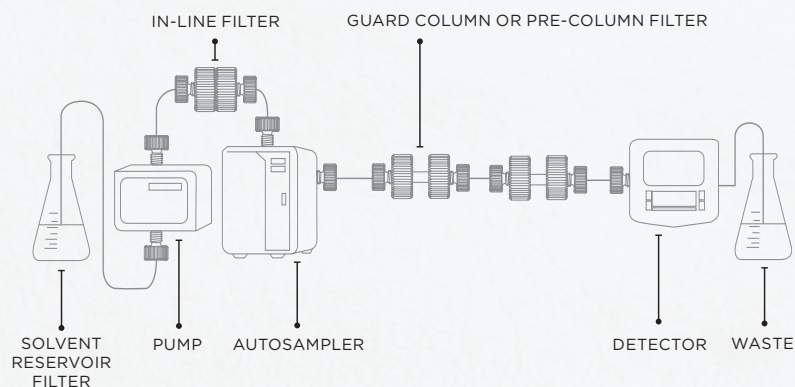 IN-LINE FILTER
GUARD COLUMN OR PRE-COLUMN FILTER
SOLVENT
RESERVOIR
FILTER
PUMP
AUTOSAMPLER
DETECTOR
WASTE